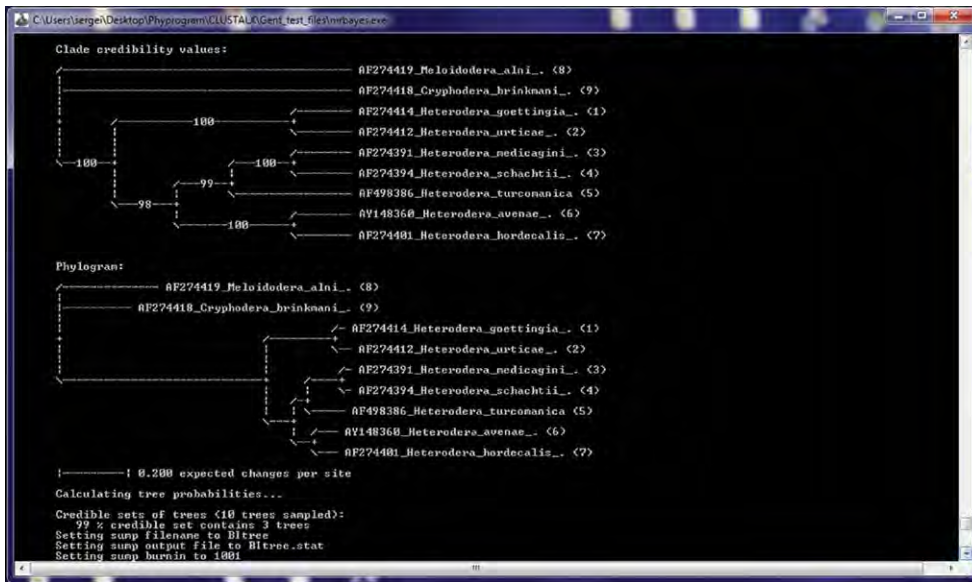 C:\Users\sergei\Desktop\Phyprogram\CLUSTALX\Gent_test_files\mrbayes.exe
Clade credibility values:
AF274419_Meloidodera_alni_. (8)
AF274418_Cryphodera_brinkmani_. (9)
AF274414_Heterodera_goettingia_. (1)
100
AF274412_Heterodera_urticae_. (2)
AF274391_Heterodera_medicagini_. (3)
100 100
AF274394_Heterodera_schachtii_. (4)
99
AF498386_Heterodera_turcomanica (5)
98
AY148360_Heterodera_avenae_. (6)
100
AF274401_Heterodera_hordecalis_. (7)
Phylogram:
AF274419_Meloidodera_alni_. (8)
AF274418_Cryphodera_brinkmani_. (9)
AF274414_Heterodera_goettingia_. (1)
AF274412_Heterodera_urticae_. (2)
AF274391_Heterodera_medicagini_. (3)
AF274394_Heterodera_schachtii_. (4)
AF498386_Heterodera_turcomanica (5)
AY148360_Heterodera_avenae_. (6)
AF274401_Heterodera_hordecalis_. (7)
|---------| 0.200 expected changes per site
Calculating tree probabilities...
Credible sets of trees (10 trees sampled):
99 % credible set contains 3 trees
Setting sump filename to BItree
Setting sump output file to BItree.stat
Setting sump burnin to 1001